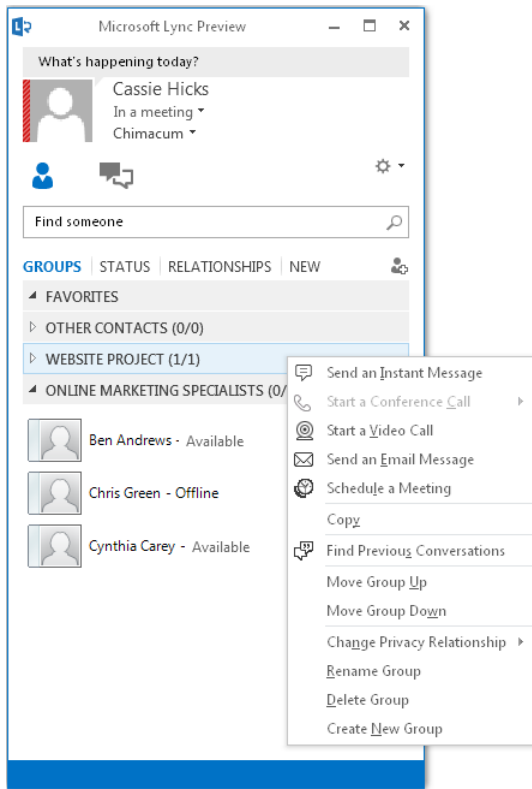 Microsoft Lync Preview
What's happening today?
Cassie Hicks
In a meeting
Chimacum
Find someone
GROUPS STATUS RELATIONSHIPS NEW
FAVORITES
OTHER CONTACTS (0/0)
WEBSITE PROJECT (1/1)
ONLINE MARKETING SPECIALISTS (0/
Ben Andrews - Available
Chris Green - Offline
Cynthia Carey - Available
Send an Instant Message
Start a Conference Call
Start a Video Call
Send an Email Message
Schedule a Meeting
Copy
Find Previous Conversations
Move Group Up
Move Group Down
Change Privacy Relationship
Rename Group
Delete Group
Create New Group